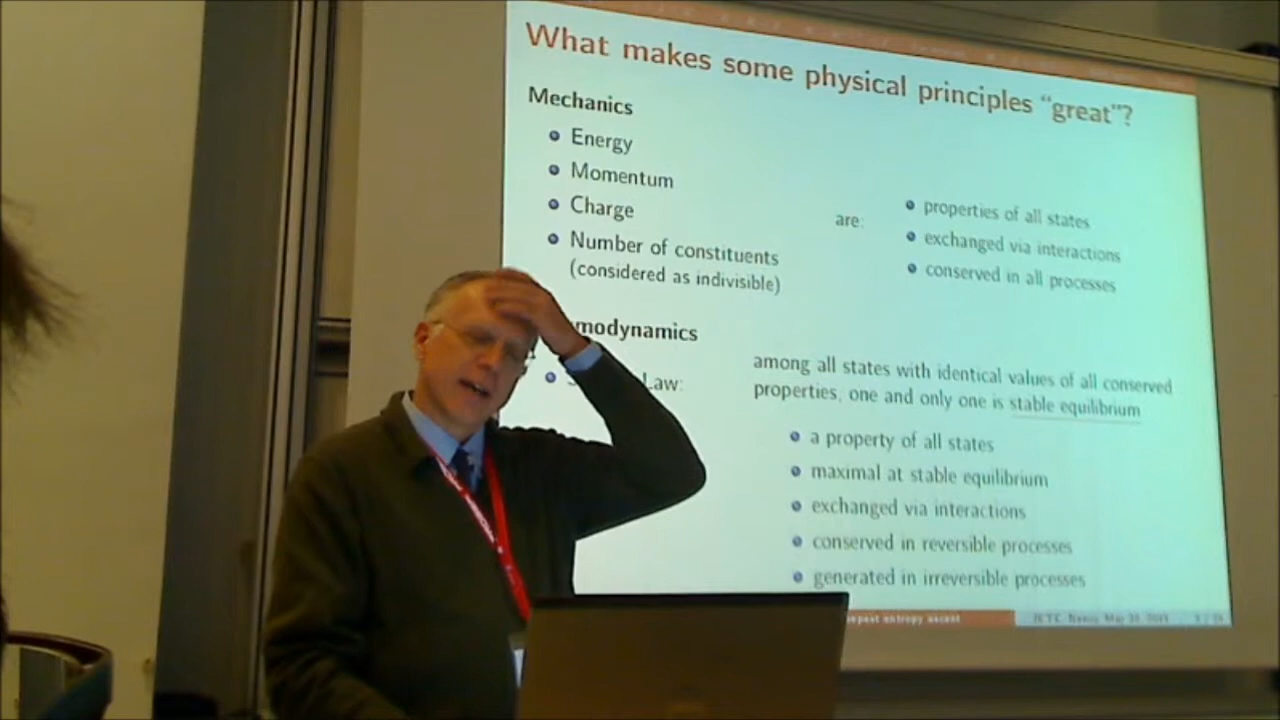 What makes some physical principles “great”?
Mechanics
Energy
Momentum
Charge
Number of constituents
(considered as indivisible)
are:
properties of all states
exchanged via interactions
conserved in all processes
modynamics
Law:
among all states with identical values of all conserved
properties, one and only one is stable equilibrium
a property of all states
maximal at stable equilibrium
exchanged via interactions
conserved in reversible processes
generated in irreversible processes
entropy ascent